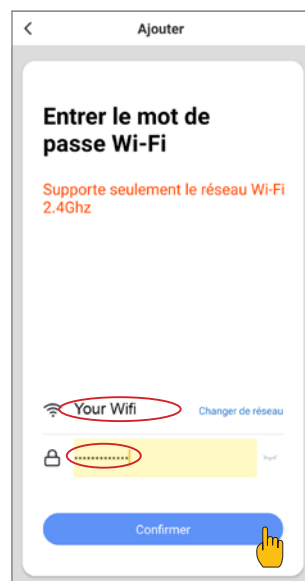 Ajouter
Entrer le mot de
passe Wi-Fi
Supporte seulement le réseau Wi-Fi
2.4Ghz
Your Wifi
Changer de réseau
•••••••••••••
Confirmer